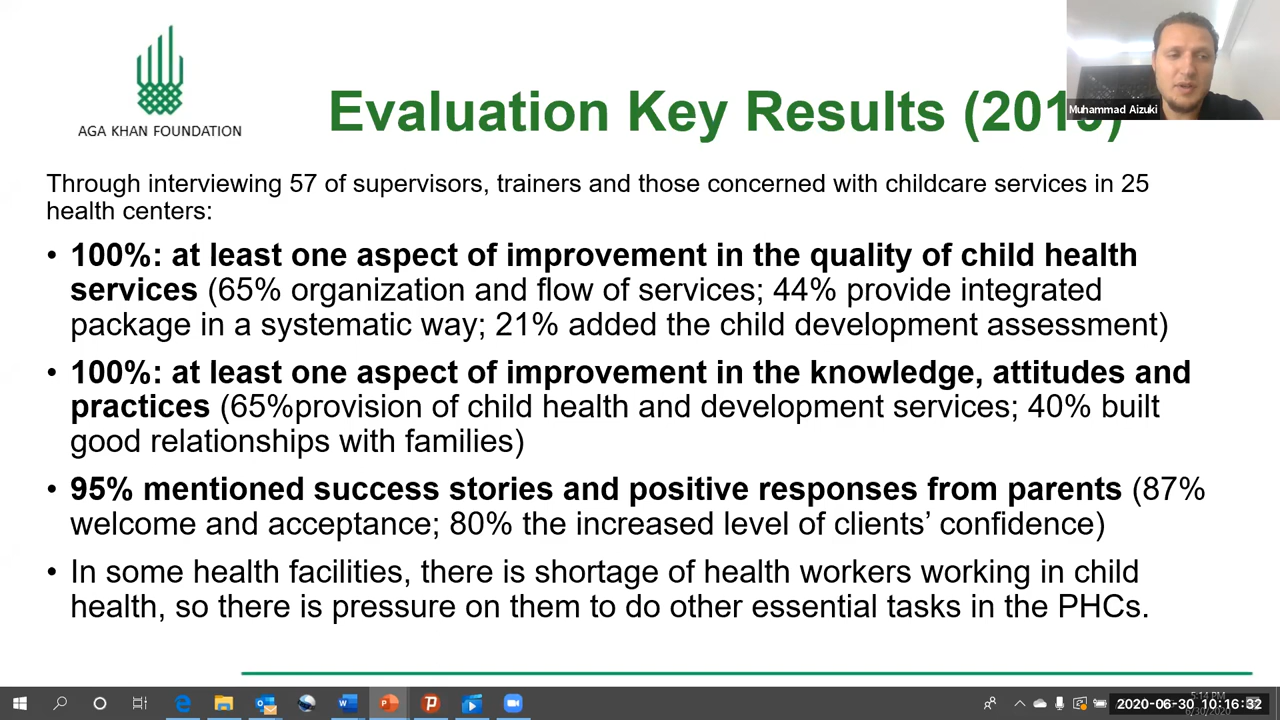 AGA KHAN FOUNDATION
Evaluation Key Results (2019)
Muhammad Aizuki
Through interviewing 57 of supervisors, trainers and those concerned with childcare services in 25
health centers:
• 100%: at least one aspect of improvement in the quality of child health
services (65% organization and flow of services; 44% provide integrated
package in a systematic way; 21% added the child development assessment)
• 100%: at least one aspect of improvement in the knowledge, attitudes and
practices (65%provision of child health and development services; 40% built
good relationships with families)
• 95% mentioned success stories and positive responses from parents (87%
welcome and acceptance; 80% the increased level of clients’ confidence)
• In some health facilities, there is shortage of health workers working in child
health, so there is pressure on them to do other essential tasks in the PHCs.
5:14 PM
2020-06-30 10:16:32
6/30/2020